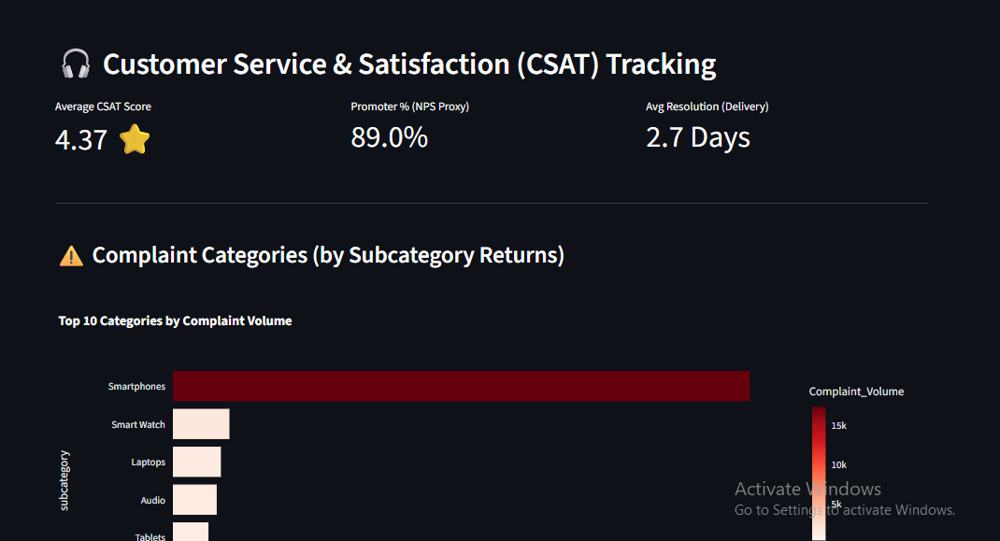 🎧 Customer Service & Satisfaction (CSAT) Tracking
Average CSAT Score
4.37 ⭐
Promoter % (NPS Proxy)
89.0%
Avg Resolution (Delivery)
2.7 Days
⚠️ Complaint Categories (by Subcategory Returns)
Top 10 Categories by Complaint Volume
subcategory
Smartphones
Smart Watch
Laptops
Audio
Tablets
Complaint_Volume
15k
10k
5k
Activate Windows
Go to Settings to activate Windows.